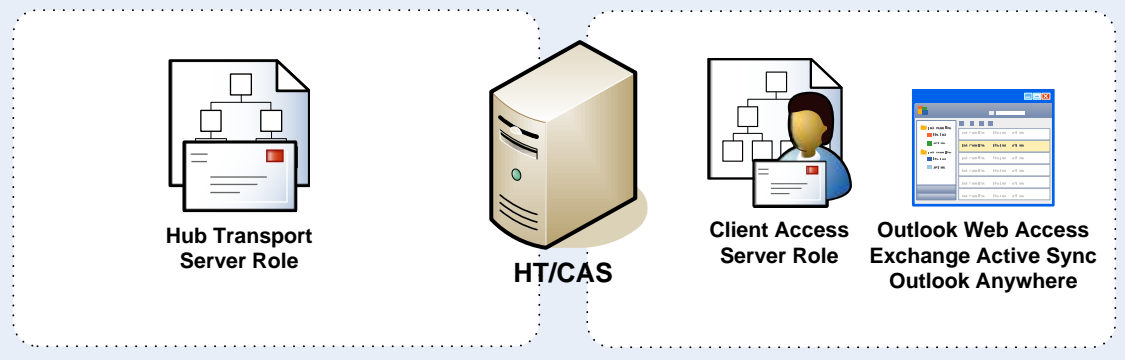 Hub Transport
Server Role
HT/CAS
Client Access
Server Role
Outlook Web Access
Exchange Active Sync
Outlook Anywhere